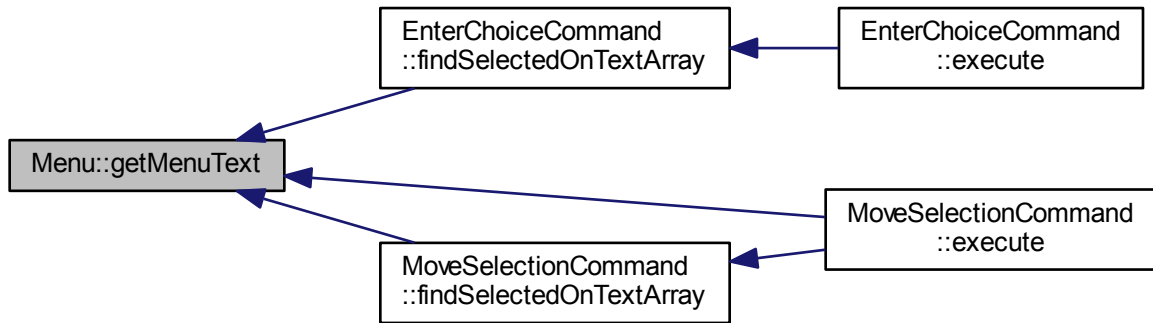 EnterChoiceCommand
::findSelectedOnTextArray
EnterChoiceCommand
::execute
Menu::getMenuText
MoveSelectionCommand
::execute
MoveSelectionCommand
::findSelectedOnTextArray